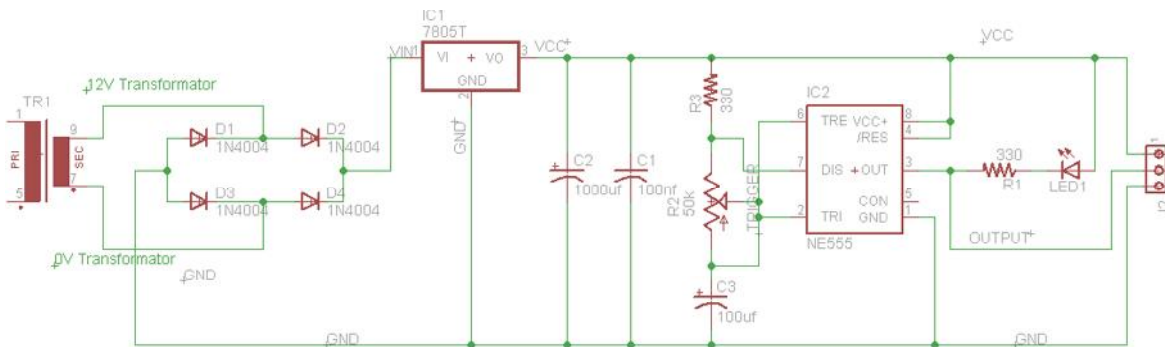 IC1
7805T
VIN
1
VI
VO
3
VCC
GND
2
GND
12V Transformator
TR1
1
9
PRI
SEC
5
7
D1
1N4004
D2
1N4004
D3
1N4004
D4
1N4004
0V Transformator
GND
GND
C2
1000uf
C1
100nf
R3
330
R2
50k
TRIGGER
C3
100uf
IC2
6
TRE
VCC+
8
/RES
4
7
DIS
OUT
3
CON
5
2
TRI
GND
1
NE555
VCC
330
R1
LED1
OUTPUT
GND
1